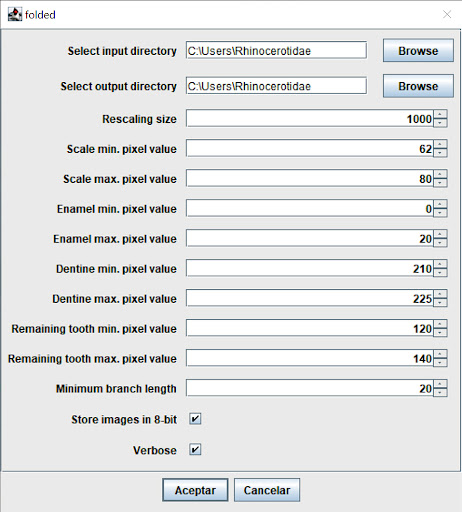 folded
Select input directory C:\Users\Rhinocerotidae Browse
Select output directory C:\Users\Rhinocerotidae Browse
Rescaling size 1000
Scale min. pixel value 62
Scale max. pixel value 80
Enamel min. pixel value 0
Enamel max. pixel value 20
Dentine min. pixel value 210
Dentine max. pixel value 225
Remaining tooth min. pixel value 120
Remaining tooth max. pixel value 140
Minimum branch length 20
Store images in 8-bit
Verbose
Aceptar Cancelar